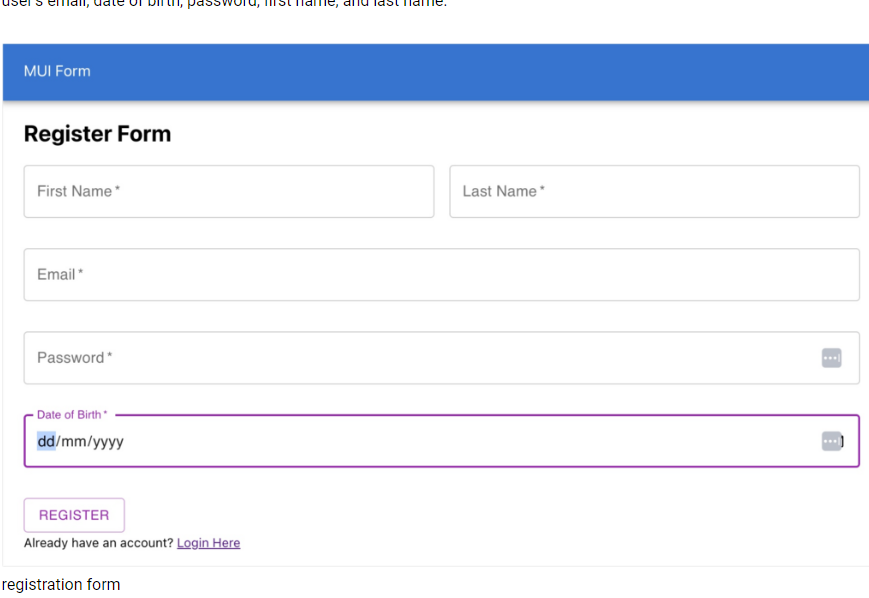 user's email, date of birth, password, first name, and last name.
MUI Form
Register Form
First Name *
Last Name *
Email *
Password *
Date of Birth *
dd/mm/yyyy
REGISTER
Already have an account? Login Here
registration form